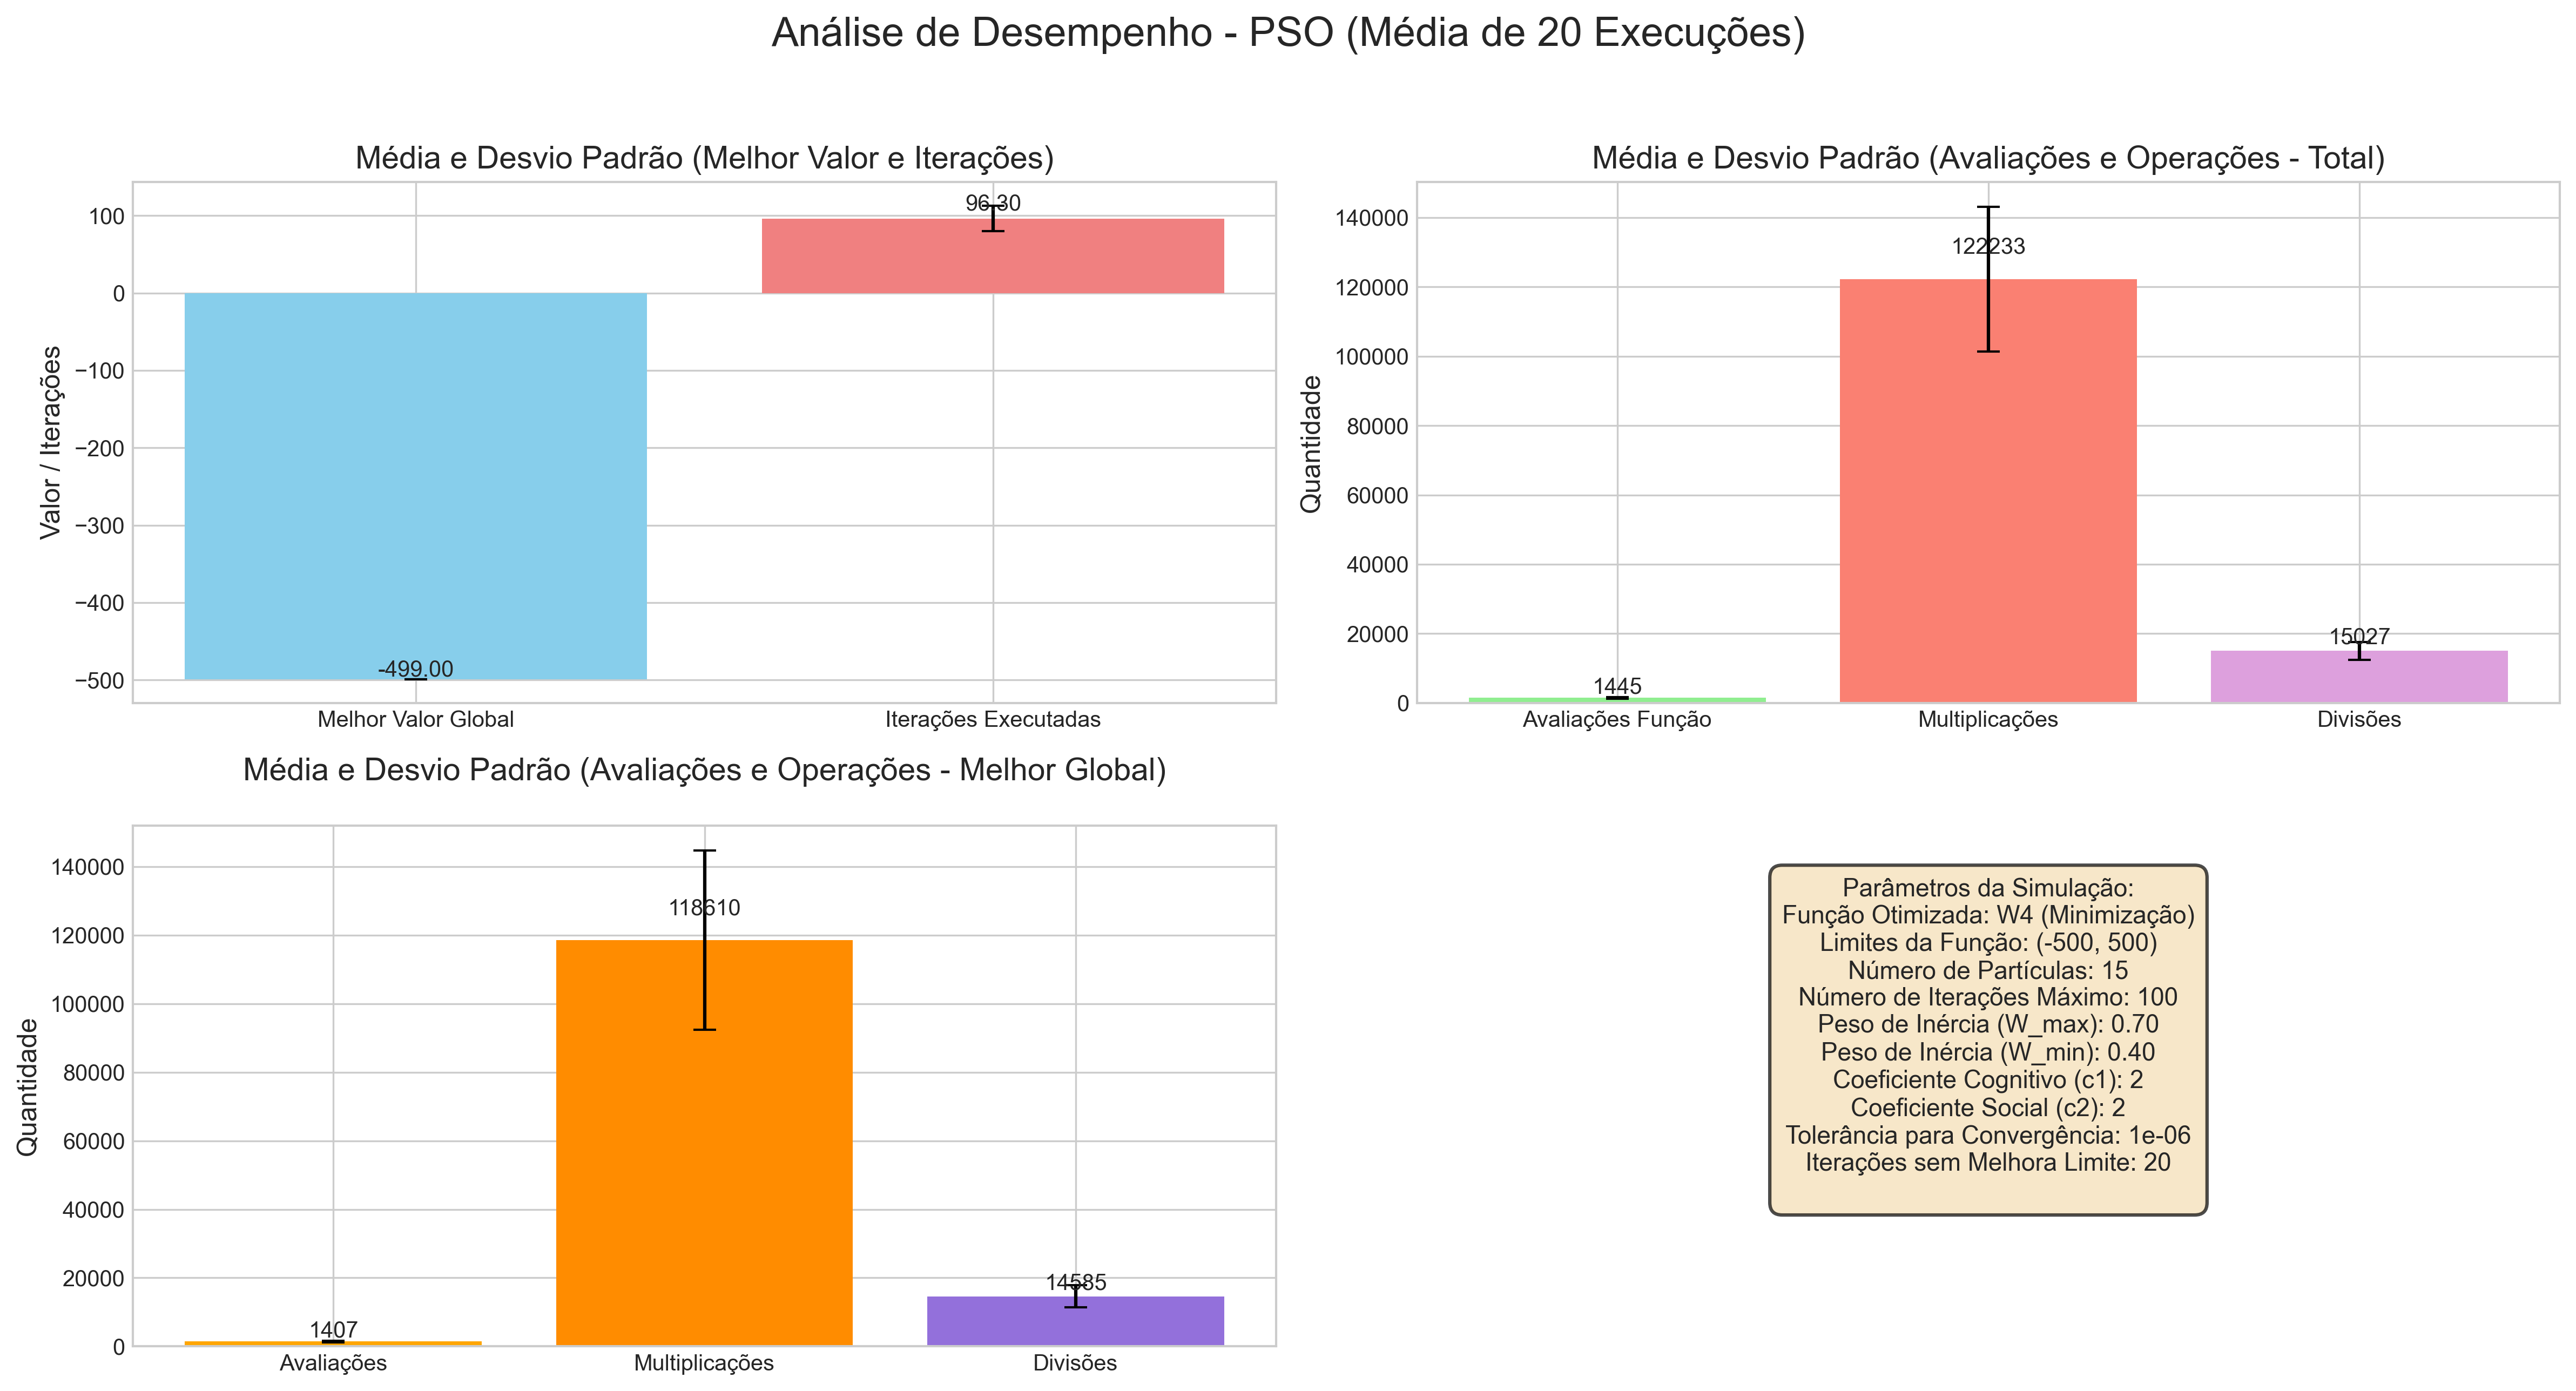 Análise de Desempenho - PSO (Média de 20 Execuções)
Média e Desvio Padrão (Melhor Valor e Iterações)
Valor / Iterações
100
0
−100
−200
−300
−400
−500
96.30
-499.00
Melhor Valor Global
Iterações Executadas
Média e Desvio Padrão (Avaliações e Operações - Total)
Quantidade
140000
120000
100000
80000
60000
40000
20000
0
1445
122233
15027
Avaliações Função
Multiplicações
Divisões
Média e Desvio Padrão (Avaliações e Operações - Melhor Global)
Quantidade
140000
120000
100000
80000
60000
40000
20000
0
1407
118610
14585
Avaliações
Multiplicações
Divisões
Parâmetros da Simulação:
Função Otimizada: W4 (Minimização)
Limites da Função: (-500, 500)
Número de Partículas: 15
Número de Iterações Máximo: 100
Peso de Inércia (W_max): 0.70
Peso de Inércia (W_min): 0.40
Coeficiente Cognitivo (c1): 2
Coeficiente Social (c2): 2
Tolerância para Convergência: 1e-06
Iterações sem Melhora Limite: 20